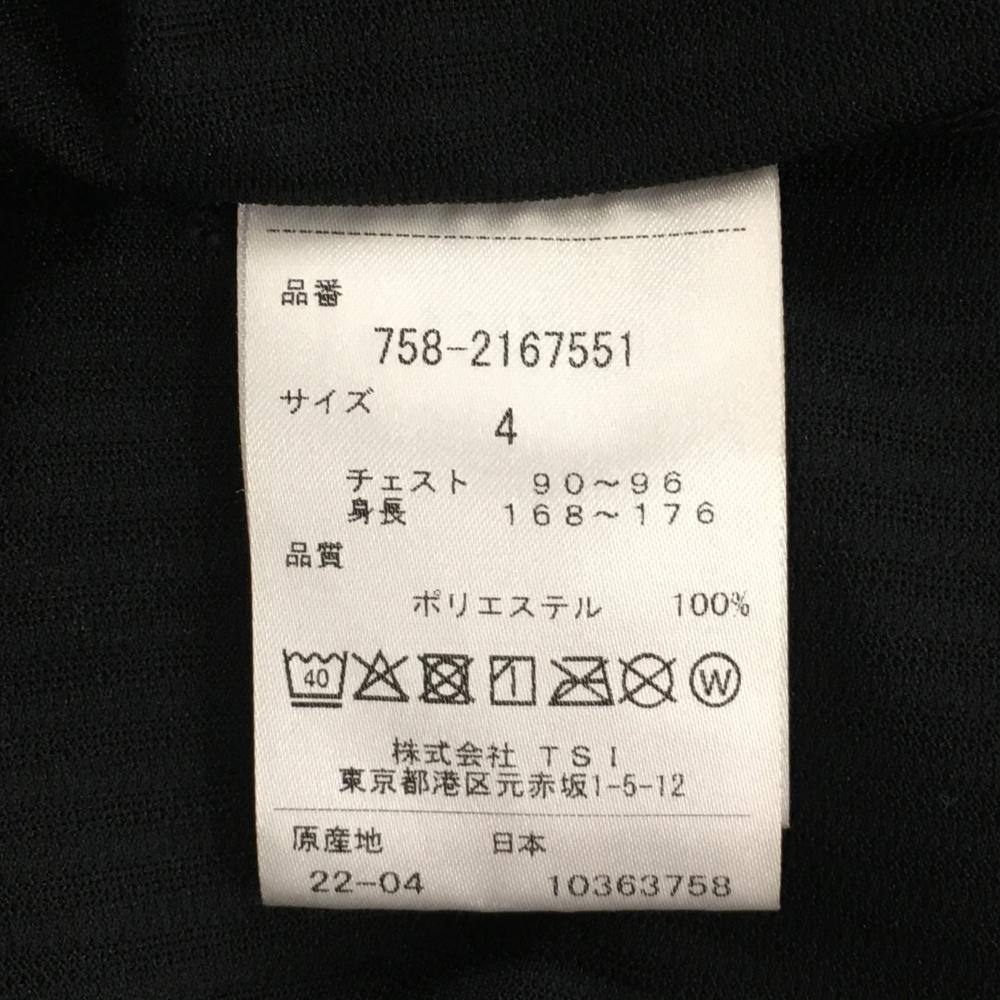 品番
758-2167551
サイズ
4
チェスト 90～96
身長 168～176
品質
ポリエステル 100%
40 W
株式会社 TSI
東京都港区元赤坂1-5-12
原産地 日本
22-04 10363758